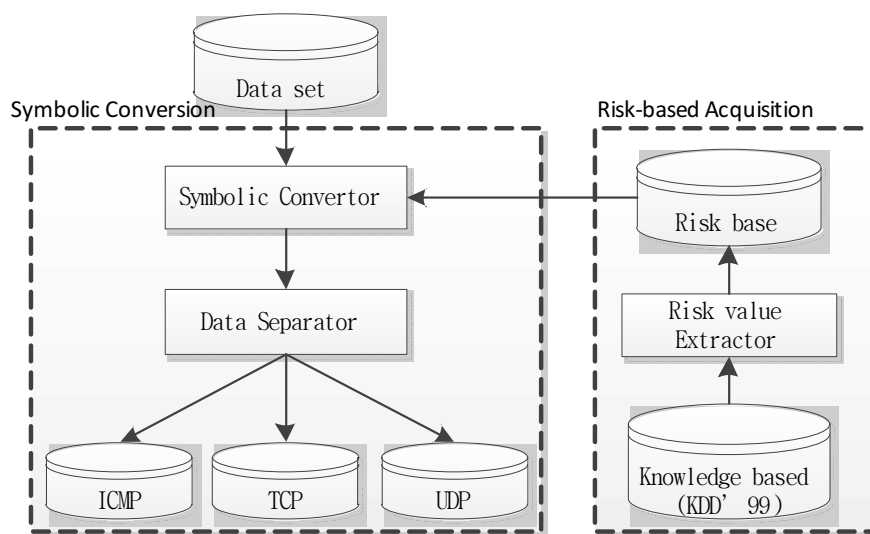 Data set
Symbolic Conversion
Symbolic Convertor
Data Separator
ICMP
TCP
UDP
Risk-based Acquisition
Risk base
Risk value
Extractor
Knowledge based
(KDD' 99)